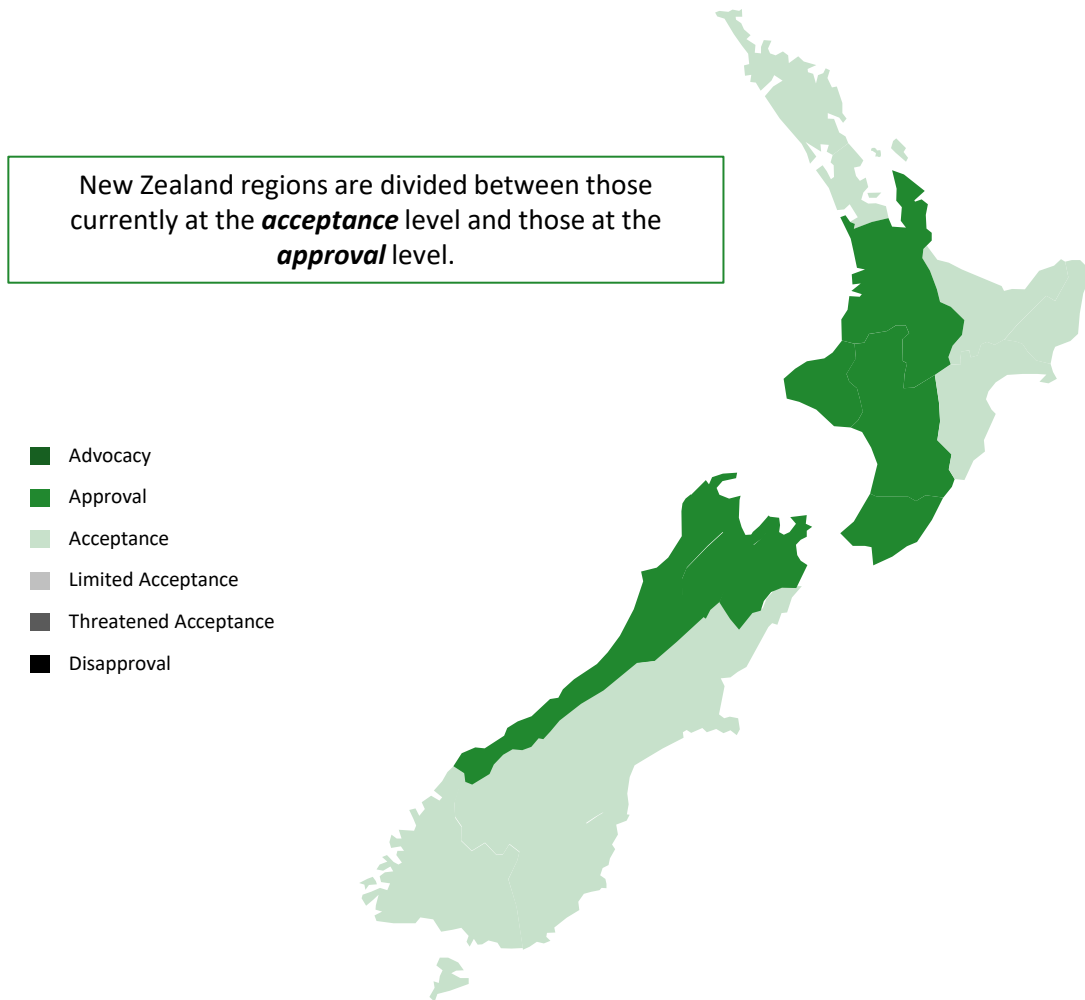 New Zealand regions are divided between those
currently at the acceptance level and those at the
approval level.
Advocacy
Approval
Acceptance
Limited Acceptance
Threatened Acceptance
Disapproval